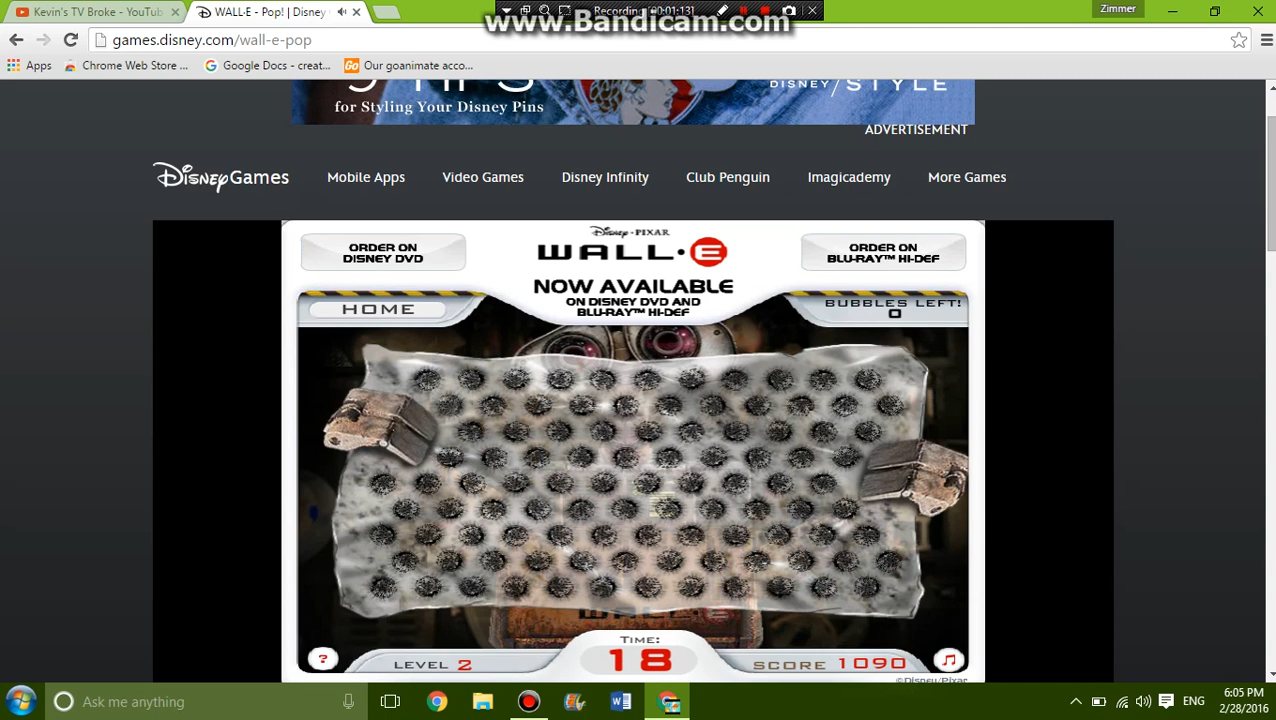 Kevin's TV Broke - YouTub
WALL·E - Pop! | Disney
Recording [00:01:13]
www.Bandicam.com
Zimmer
games.disney.com/wall-e-pop
Apps
Chrome Web Store ...
Google Docs - creat...
Go Our goanimate acco...
for Styling Your Disney Pins
DISNEY/STYLE
ADVERTISEMENT
Disney Games
Mobile Apps
Video Games
Disney Infinity
Club Penguin
Imagicademy
More Games
ORDER ON
DISNEY DVD
Disney·PIXAR
WALL·E
ORDER ON
BLU-RAY™ HI-DEF
NOW AVAILABLE
ON DISNEY DVD AND
BLU-RAY™ HI-DEF
HOME
BUBBLES LEFT!
0
WALL·E
TIME:
18
?
LEVEL 2
SCORE 1090
©Disney/Pixar
Ask me anything
ENG
6:05 PM
2/28/2016